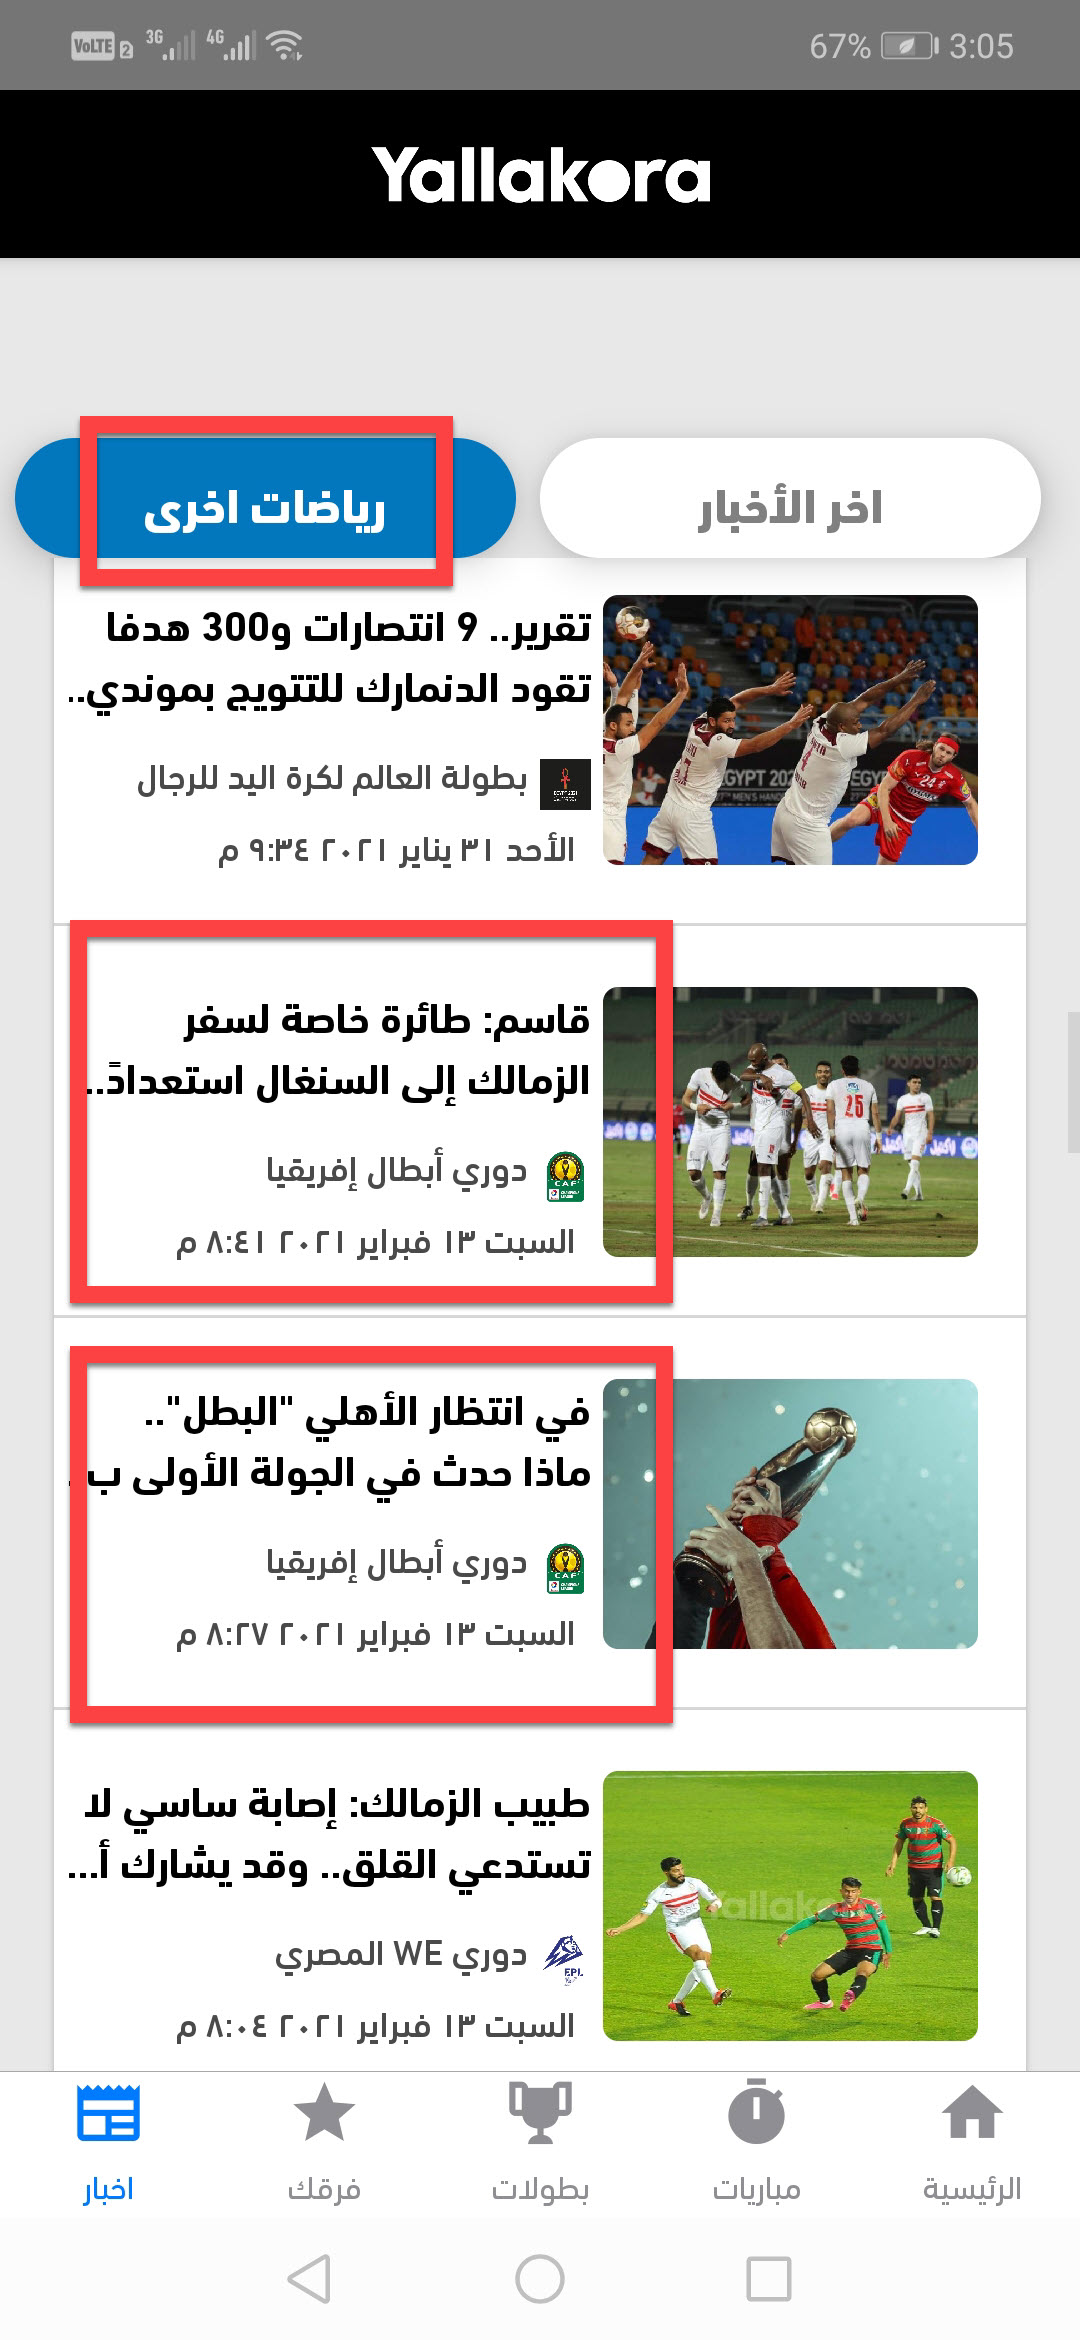 VoLTE 2 3G 4G 67% 3:05
Yallakora
اخر الأخبار
رياضات اخرى
تقرير.. 9 انتصارات و300 هدفا
تقود الدنمارك للتتويج بموندي..
بطولة العالم لكرة اليد للرجال
الأحد ٣١ يناير ٢٠٢١ ٩:٣٤ م
قاسم: طائرة خاصة لسفر
الزمالك إلى السنغال استعدادً..
دوري أبطال إفريقيا
السبت ١٣ فبراير ٢٠٢١ ٨:٤١ م
25
في انتظار الأهلي "البطل"..
ماذا حدث في الجولة الأولى ب..
دوري أبطال إفريقيا
السبت ١٣ فبراير ٢٠٢١ ٨:٢٧ م
طبيب الزمالك: إصابة ساسي لا
تستدعي القلق.. وقد يشارك أ...
دوري WE المصري
السبت ١٣ فبراير ٢٠٢١ ٨:٠٤ م
الرئيسية
مباريات
بطولات
فرقك
اخبار